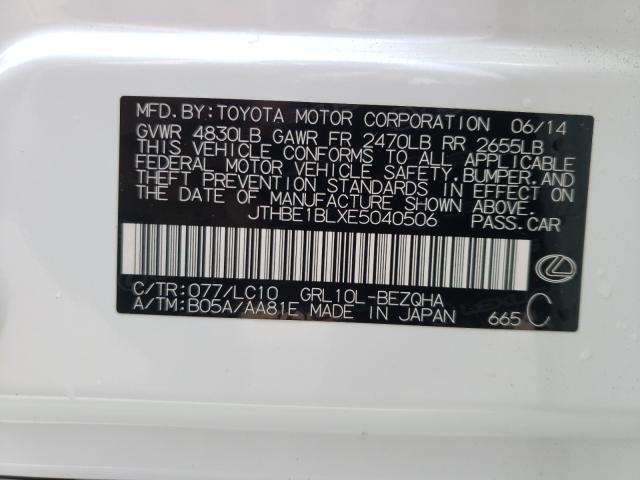 MFD.BY:TOYOTA MOTOR CORPORATION 06/14
GVWR 4830LB GAWR FR 2470LB RR 2655LB
THIS VEHICLE CONFORMS TO ALL APPLICABLE
FEDERAL MOTOR VEHICLE SAFETY,BUMPER,AND
THEFT PREVENTION STANDARDS IN EFFECT ON
THE DATE OF MANUFACTURE SHOWN ABOVE.
JTHBE1BLXE5040506 PASS.CAR
C/TR:077/LC10 GRL10L-BEZQHA
A/TM:B05A/AA81E MADE IN JAPAN 665 C